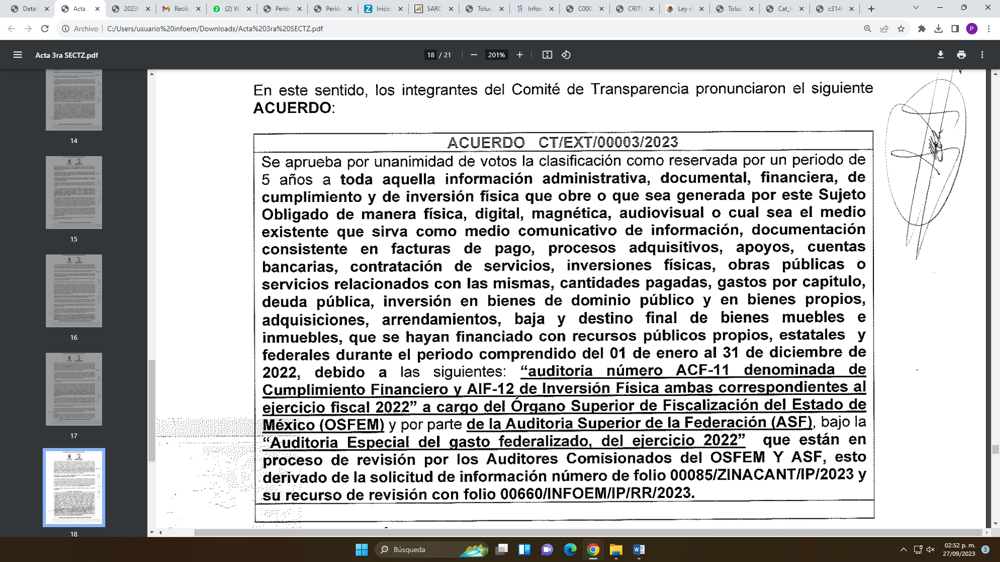 Detall
Acta
20230
Recib
(2) W
Perió
Perió
Inicio
SARC
Toluc
Infoe
C000
CRITE
Ley d
Toluc
Cat_l
c314
Archivo
C:/Users/usuario%20infoem/Downloads/Acta%203ra%20SECTZ.pdf
P
Acta 3ra SECTZ.pdf
18 / 21
201%
14
15
16
17
18
En este sentido, los integrantes del Comité de Transparencia pronunciaron el siguiente
ACUERDO:
ACUERDO CT/EXT/00003/2023
Se aprueba por unanimidad de votos la clasificación como reservada por un periodo de
5 años a toda aquella información administrativa, documental, financiera, de
cumplimiento y de inversión física que obre o que sea generada por este Sujeto
Obligado de manera física, digital, magnética, audiovisual o cual sea el medio
existente que sirva como medio comunicativo de información, documentación
consistente en facturas de pago, procesos adquisitivos, apoyos, cuentas
bancarias, contratación de servicios, inversiones físicas, obras públicas o
servicios relacionados con las mismas, cantidades pagadas, gastos por capitulo,
deuda pública, inversión en bienes de dominio público y en bienes propios,
adquisiciones, arrendamientos, baja y destino final de bienes muebles e
inmuebles, que se hayan financiado con recursos públicos propios, estatales y
federales durante el periodo comprendido del 01 de enero al 31 de diciembre de
2022, debido a las siguientes: “auditoria número ACF-11 denominada de
Cumplimiento Financiero y AIF-12 de Inversión Física ambas correspondientes al
ejercicio fiscal 2022” a cargo del Órgano Superior de Fiscalización del Estado de
México (OSFEM) y por parte de la Auditoria Superior de la Federación (ASF), bajo la
“Auditoria Especial del gasto federalizado, del ejercicio 2022” que están en
proceso de revisión por los Auditores Comisionados del OSFEM Y ASF, esto
derivado de la solicitud de información número de folio 00085/ZINACANT/IP/2023 y
su recurso de revisión con folio 00660/INFOEM/IP/RR/2023.
Búsqueda
02:52 p. m.
27/09/2023
3